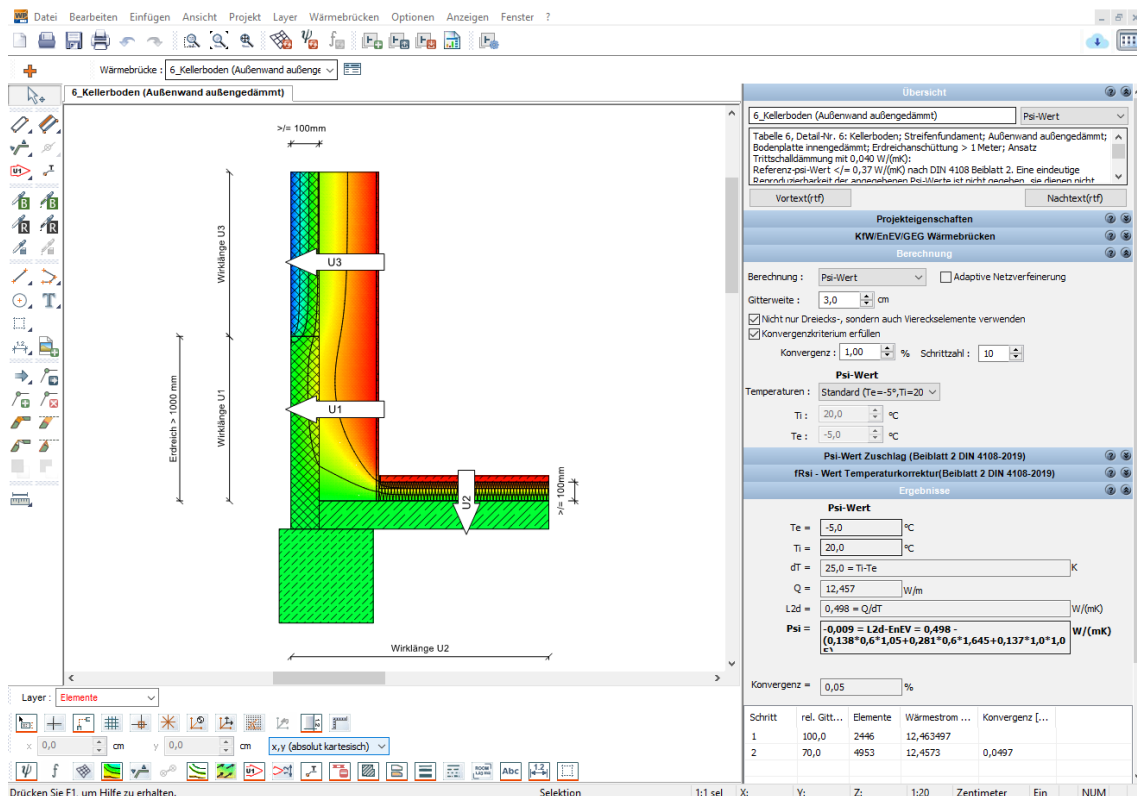 Datei Bearbeiten Einfügen Ansicht Projekt Layer Wärmebrücken Optionen Anzeigen Fenster ?
Wärmebrücke : 6_Kellerboden (Außenwand außenge
6_Kellerboden (Außenwand außengedämmt)
>/= 100mm
Wirklänge U3
U3
Erdreich > 1000 mm
Wirklänge U1
U1
U2
>/= 100mm
Wirklänge U2
Layer : Elemente
x 0,0 cm y 0,0 cm x,y (absolut kartesisch)
Drücken Sie F1, um Hilfe zu erhalten. Selektion 1:1 sel X: Y: Z: 1:20 Zentimeter Ein NUM
Übersicht
6_Kellerboden (Außenwand außengedämmt) Psi-Wert
Tabelle 6, Detail-Nr. 6: Kellerboden; Streifenfundament; Außenwand außengedämmt;
Bodenplatte innengedämmt; Erdreichanschüttung > 1 Meter; Ansatz
Trittschalldämmung mit 0,040 W/(mK):
Referenz-psi-Wert </= 0,37 W/(mK) nach DIN 4108 Beiblatt 2. Eine eindeutige
Reproduzierbarkeit der angegebenen Psi-Werte ist nicht gegeben, sie dienen nicht
Vortext(rtf) Nachtext(rtf)
Projekteigenschaften
KfW/EnEV/GEG Wärmebrücken
Berechnung
Berechnung : Psi-Wert Adaptive Netzverfeinerung
Gitterweite : 3,0 cm
Nicht nur Dreiecks-, sondern auch Viereckselemente verwenden
Konvergenzkriterium erfüllen
Konvergenz : 1,00 % Schrittzahl : 10
Psi-Wert
Temperaturen : Standard (Te=-5°,Ti=20
Ti : 20,0 °C
Te : -5,0 °C
Psi-Wert Zuschlag (Beiblatt 2 DIN 4108-2019)
fRsi - Wert Temperaturkorrektur(Beiblatt 2 DIN 4108-2019)
Ergebnisse
Psi-Wert
Te = -5,0 °C
Ti = 20,0 °C
dT = 25,0 = Ti-Te K
Q = 12,457 W/m
L2d = 0,498 = Q/dT W/(mK)
Psi = -0,009 = L2d-EnEV = 0,498 - W/(mK)
(0,138*0,6*1,05+0,281*0,6*1,645+0,137*1,0*1,0
5)
Konvergenz = 0,05 %
Schritt rel. Gitt... Elemente Wärmestrom ... Konvergenz [...
1 100,0 2446 12,463497
2 70,0 4953 12,4573 0,0497